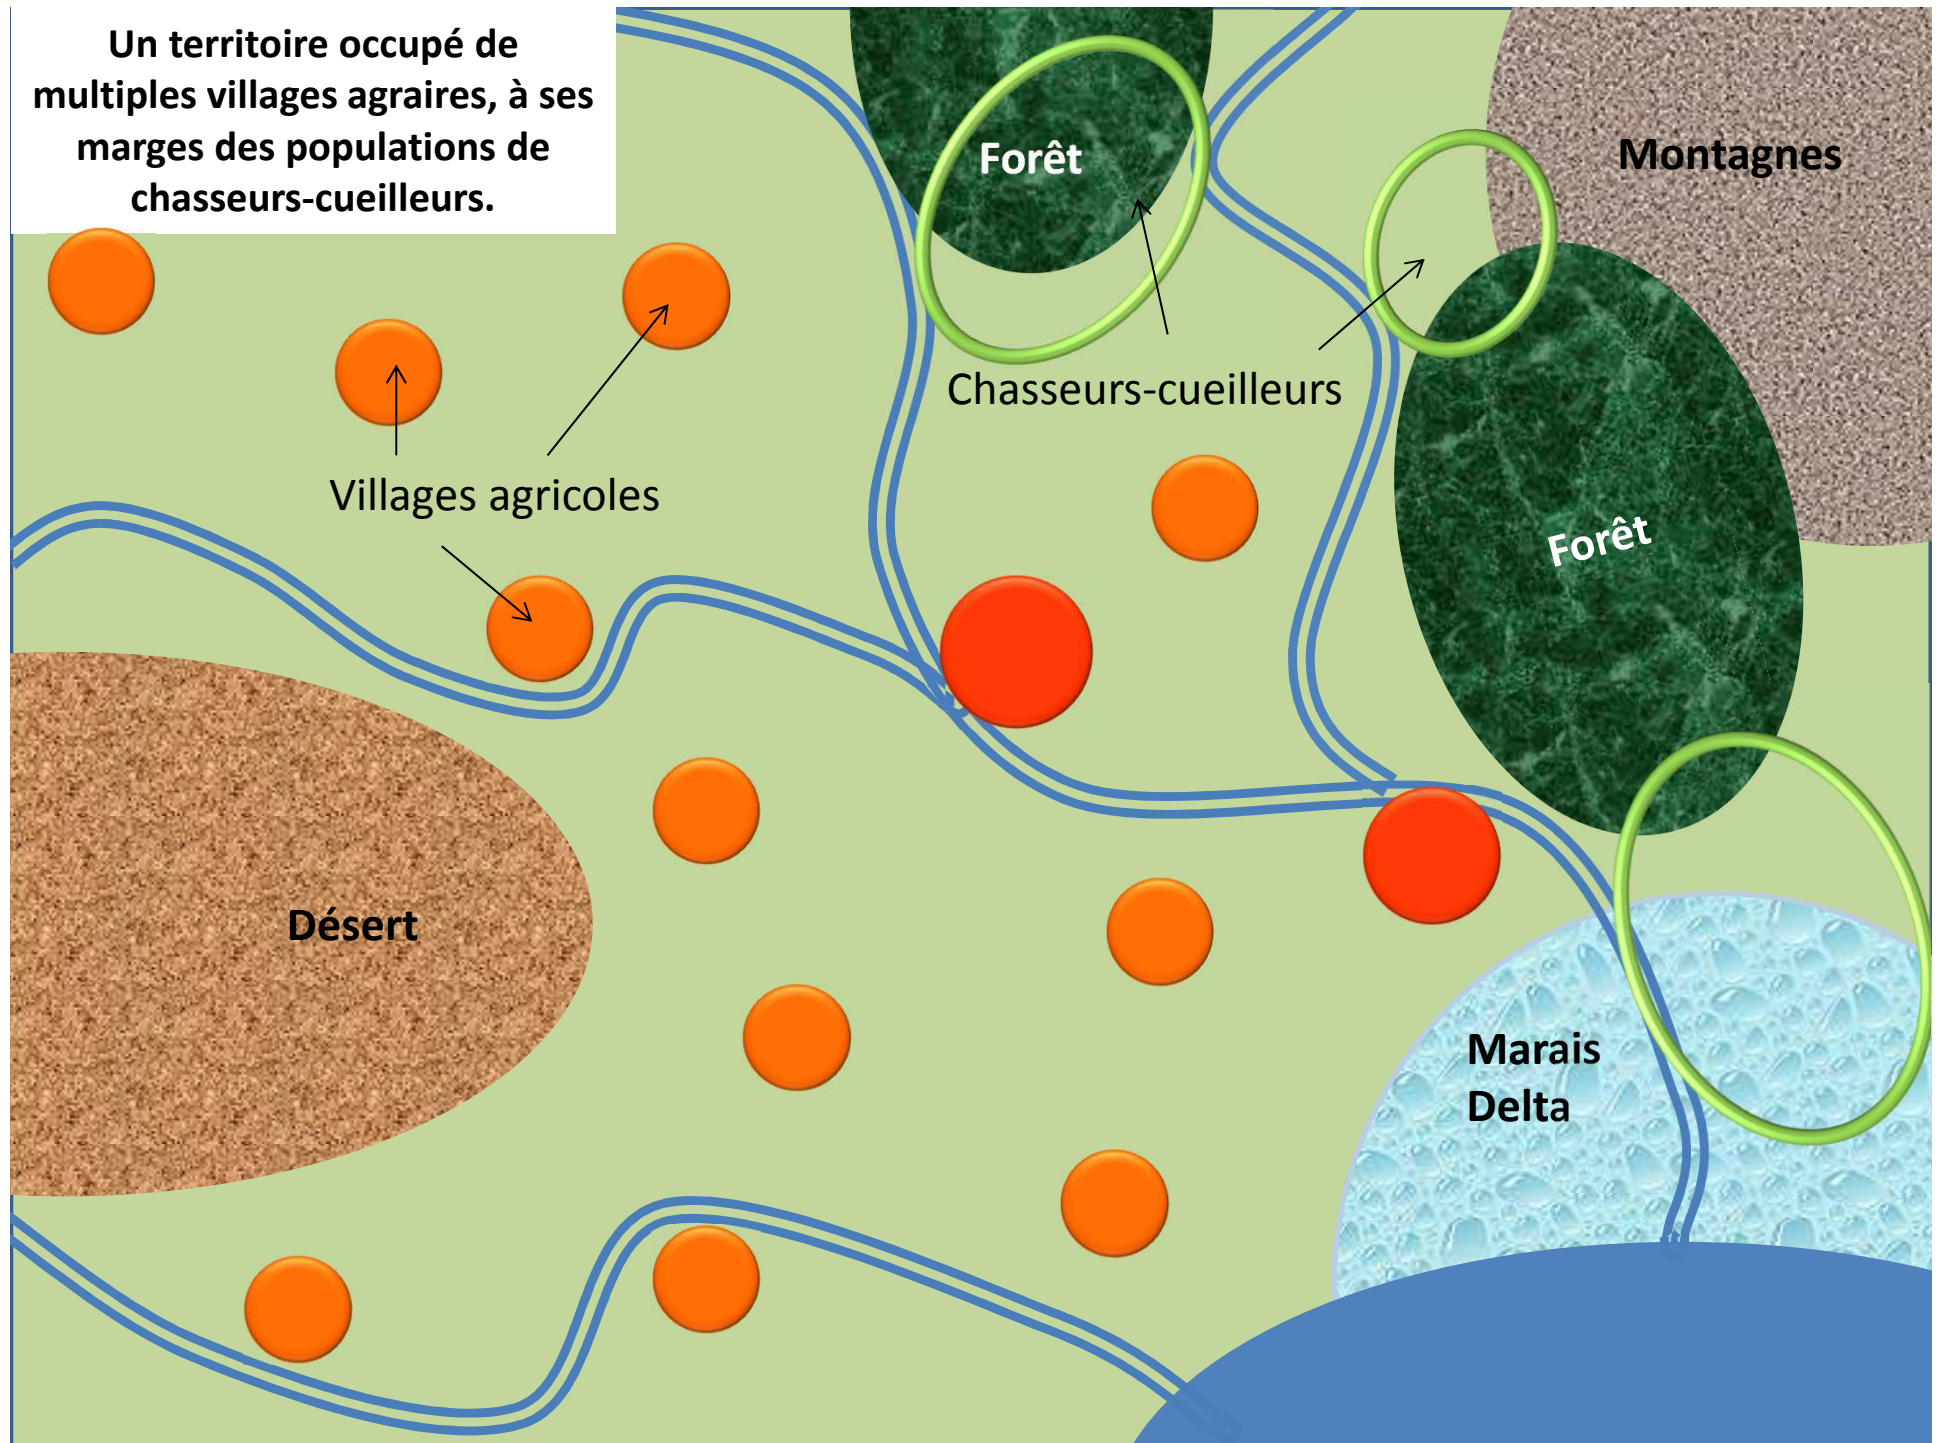 Un territoire occupé de
multiples villages agraires, à ses
marges des populations de
chasseurs-cueilleurs.
Forêt
Montagnes
Chasseurs-cueilleurs
Villages agricoles
Forêt
Désert
Marais
Delta